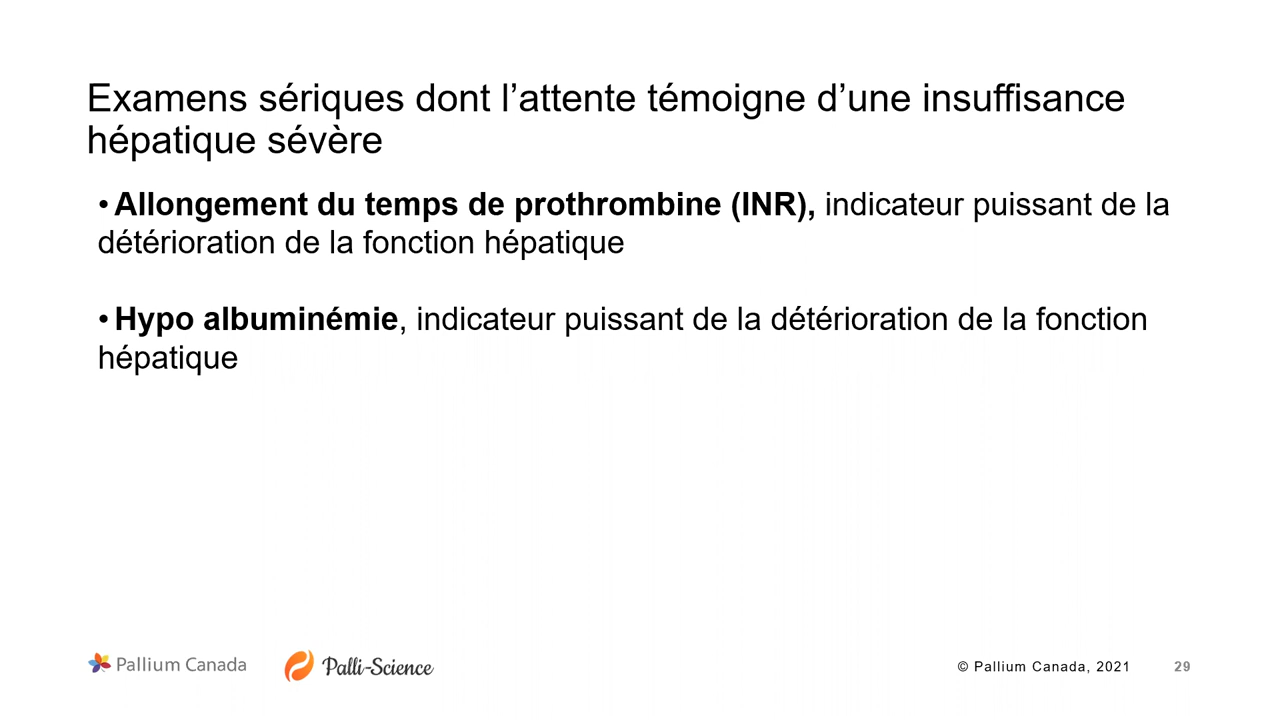 Examens sériques dont l’attente témoigne d’une insuffisance
hépatique sévère
• Allongement du temps de prothrombine (INR), indicateur puissant de la
détérioration de la fonction hépatique
• Hypo albuminémie, indicateur puissant de la détérioration de la fonction
hépatique
Pallium Canada
Palli-Science
© Pallium Canada, 2021
29